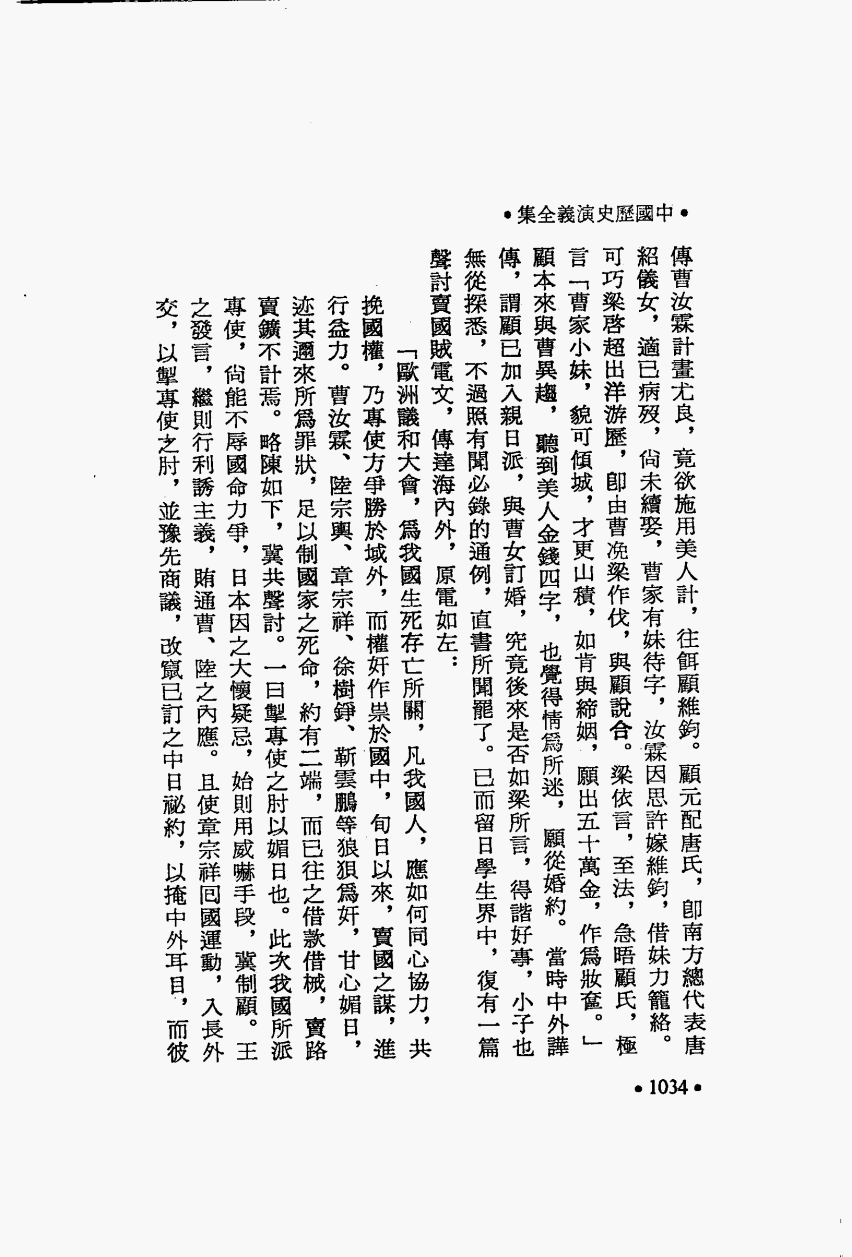 •中國歷史演義全集•
傳曹汝霖計畫尤良，竟欲施用美人計，往餌顧維鈞。顧元配唐氏，卽南方總代表唐
紹儀女，適已病歿，尙未續娶，曹家有妹待字，汝霖因思許嫁維鈞，借妹力籠絡。
可巧梁啓超出洋游歷，卽由曹浼梁作伐，與顧說合。梁依言，至法，急晤顧氏，極
言「曹家小妹，貌可傾城，才更山積，如肯與締姻，願出五十萬金，作爲妝奩。」
顧本來與曹異趨，聽到美人金錢四字，也覺得情爲所迷，願從婚約。當時中外譁
傳，謂顧已加入親日派，與曹女訂婚，究竟後來是否如梁所言，得諧好事，小子也
無從探悉，不過照有聞必錄的通例，直書所聞罷了。已而留日學生界中，復有一篇
聲討賣國賊電文，傳達海內外，原電如左：
「歐洲議和大會，爲我國生死存亡所關，凡我國人，應如何同心協力，共
挽國權，乃專使方爭勝於域外，而權奸作祟於國中，旬日以來，賣國之謀，進
行益力。曹汝霖、陸宗輿、章宗祥、徐樹錚、靳雲鵬等狼狽爲奸，甘心媚日，
迹其邇來所爲罪狀，足以制國家之死命，約有二端，而已往之借款借械，賣路
賣鑛不計焉。略陳如下，冀共聲討。一曰掣專使之肘以媚日也。此次我國所派
專使，尙能不辱國命力爭，日本因之大懷疑忌，始則用威嚇手段，冀制顧。王
之發言，繼則行利誘主義，賄通曹、陸之內應。且使章宗祥囘國運動，入長外
交，以掣專使之肘，並豫先商議，改竄已訂之中日祕約，以掩中外耳目，而彼
•1034•